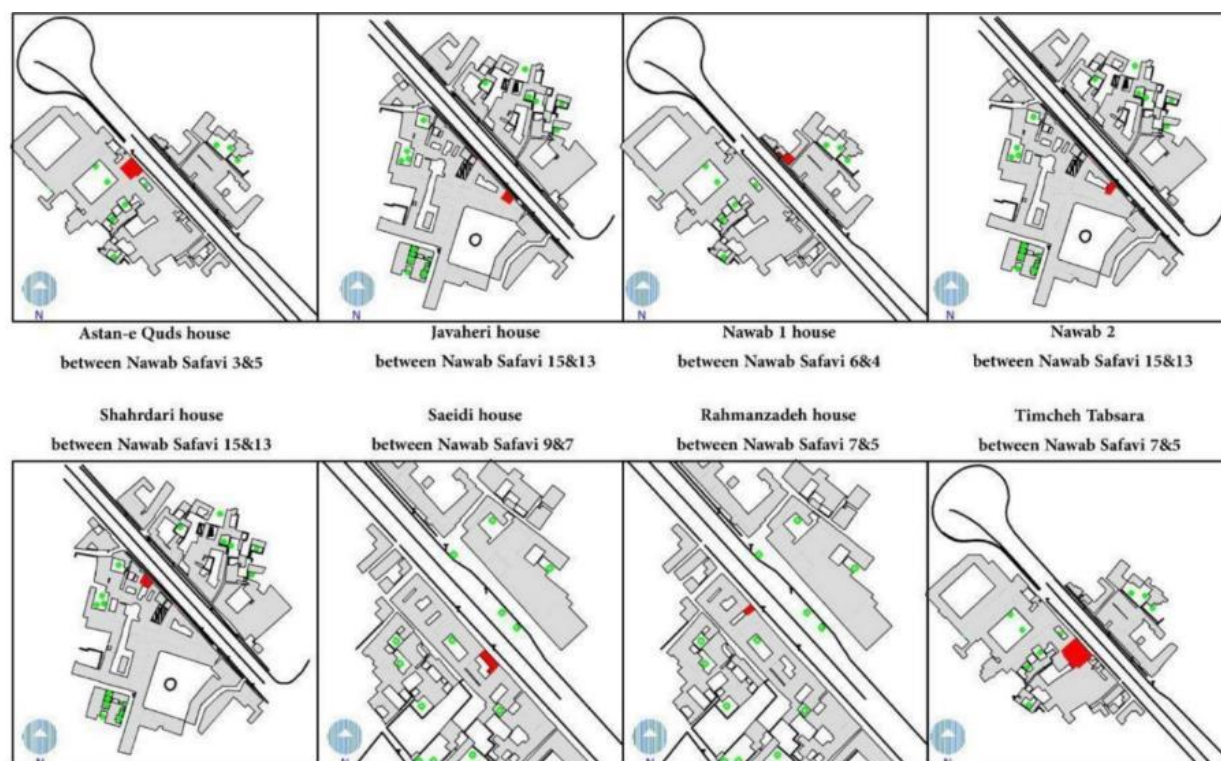 N N N N
Astan-e Quds house Javaheri house Nawab 1 house Nawab 2
between Nawab Safavi 3&5 between Nawab Safavi 15&13 between Nawab Safavi 6&4 between Nawab Safavi 15&13
Shahrdari house Saeidi house Rahmanzadeh house Timcheh Tabsara
between Nawab Safavi 15&13 between Nawab Safavi 9&7 between Nawab Safavi 7&5 between Nawab Safavi 7&5
N N N N